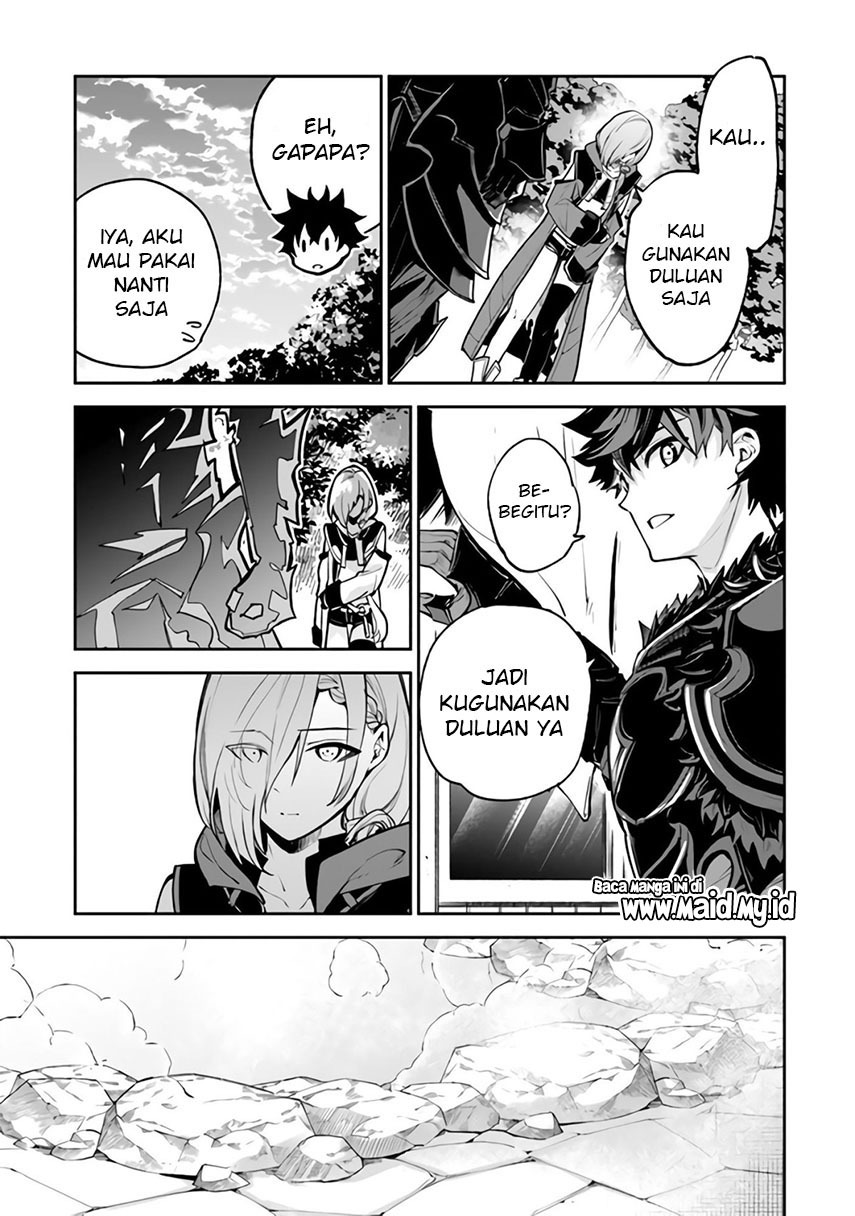 KAU..
KAU
GUNAKAN
DULUAN
SAJA
EH,
GAPAPA?
IYA, AKU
MAU PAKAI
NANTI
SAJA
BE-
BEGITU?
JADI
KUGUNAKAN
DULUAN YA
Baca Manga ini di
www.Maid.My.id